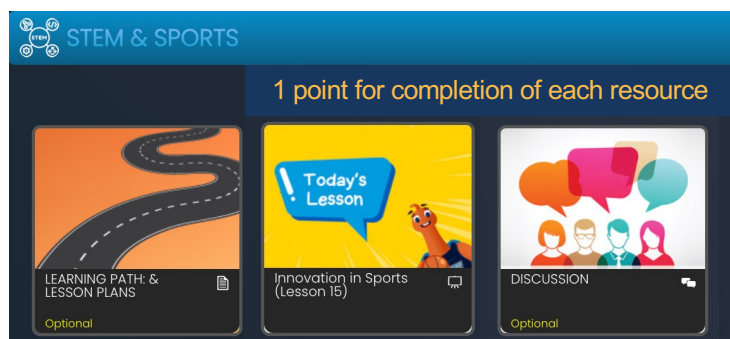 STEM
STEM & SPORTS
1 point for completion of each resource
Today's
Lesson
LEARNING PATH: &
LESSON PLANS
Optional
Innovation in Sports
(Lesson 15)
DISCUSSION
Optional